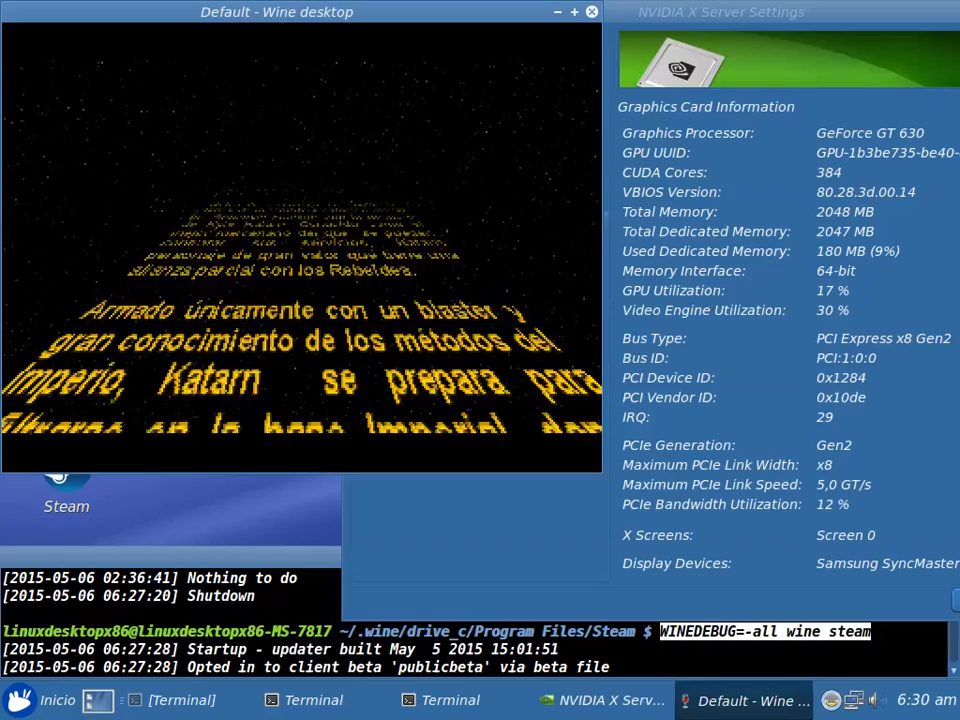 Default - Wine desktop
alianza parcial con los Rebeldes.
Armado únicamente con un blaster y
gran conocimiento de los métodos del
Imperio, Katarn se prepara para
NVIDIA X Server Settings
Graphics Card Information
Graphics Processor: GeForce GT 630
GPU UUID: GPU-1b3be735-be40-
CUDA Cores: 384
VBIOS Version: 80.28.3d.00.14
Total Memory: 2048 MB
Total Dedicated Memory: 2047 MB
Used Dedicated Memory: 180 MB (9%)
Memory Interface: 64-bit
GPU Utilization: 17 %
Video Engine Utilization: 30 %
Bus Type: PCI Express x8 Gen2
Bus ID: PCI:1:0:0
PCI Device ID: 0x1284
PCI Vendor ID: 0x10de
IRQ: 29
PCIe Generation: Gen2
Maximum PCIe Link Width: x8
Maximum PCIe Link Speed: 5,0 GT/s
PCIe Bandwidth Utilization: 12 %
X Screens: Screen 0
Display Devices: Samsung SyncMaster
Steam
[2015-05-06 02:36:41] Nothing to do
[2015-05-06 06:27:20] Shutdown
linuxdesktopx86@linuxdesktopx86-MS-7817 ~/.wine/drive_c/Program Files/Steam $ WINEDEBUG=-all wine steam
[2015-05-06 06:27:28] Startup - updater built May  5 2015 15:01:51
[2015-05-06 06:27:28] Opted in to client beta 'publicbeta' via beta file
Inicio [Terminal] Terminal Terminal NVIDIA X Serv... Default - Wine ... 6:30 am